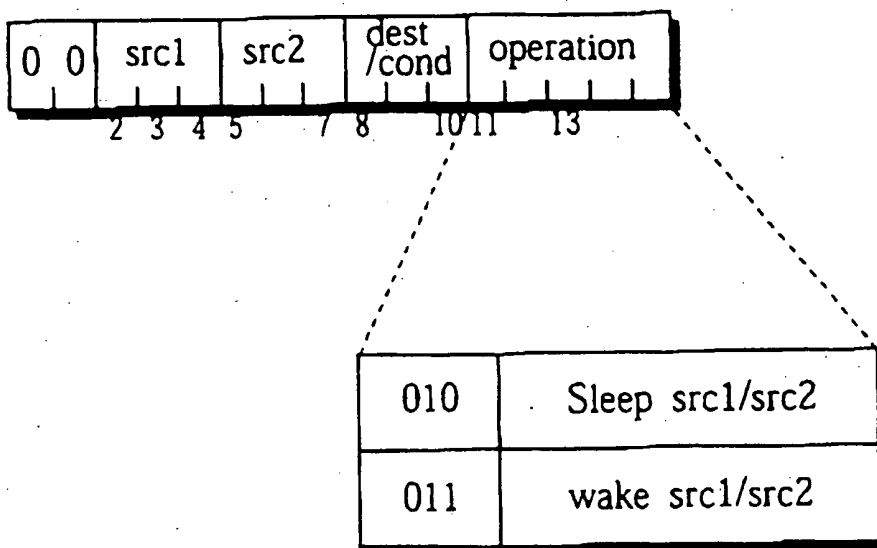 0 0 src1 src2 dest /cond operation
2 3 4 5 7 8 10 11 13
010 Sleep src1/src2
011 wake src1/src2